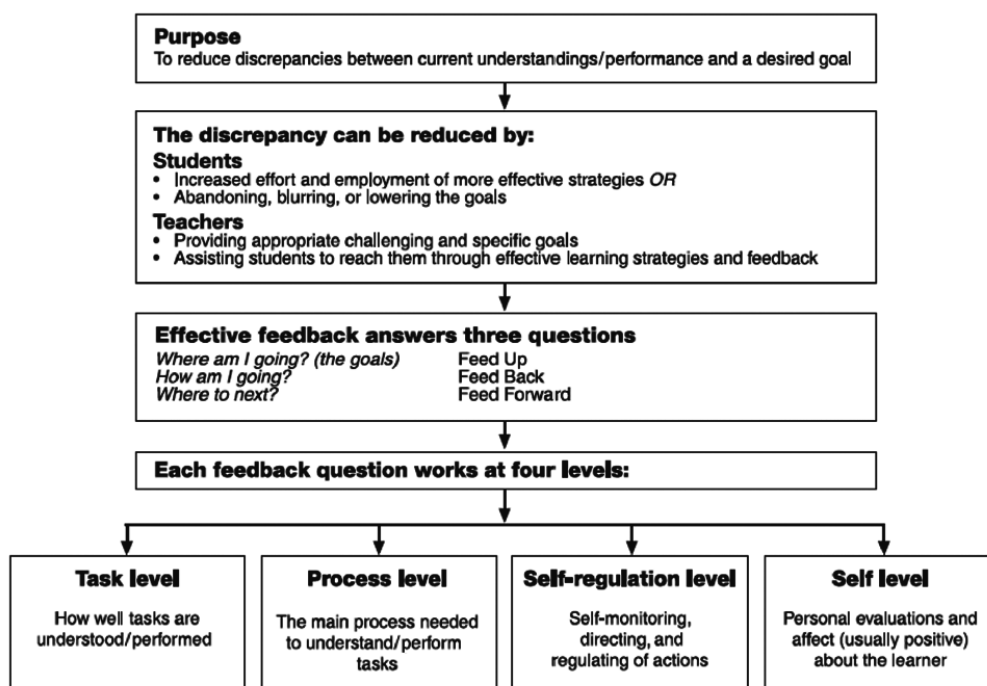 Purpose
To reduce discrepancies between current understandings/performance and a desired goal
The discrepancy can be reduced by:
Students
• Increased effort and employment of more effective strategies OR
• Abandoning, blurring, or lowering the goals
Teachers
• Providing appropriate challenging and specific goals
• Assisting students to reach them through effective learning strategies and feedback
Effective feedback answers three questions
Where am I going? (the goals) Feed Up
How am I going? Feed Back
Where to next? Feed Forward
Each feedback question works at four levels:
Task level
How well tasks are
understood/performed
Process level
The main process needed
to understand/perform
tasks
Self-regulation level
Self-monitoring,
directing, and
regulating of actions
Self level
Personal evaluations and
affect (usually positive)
about the learner